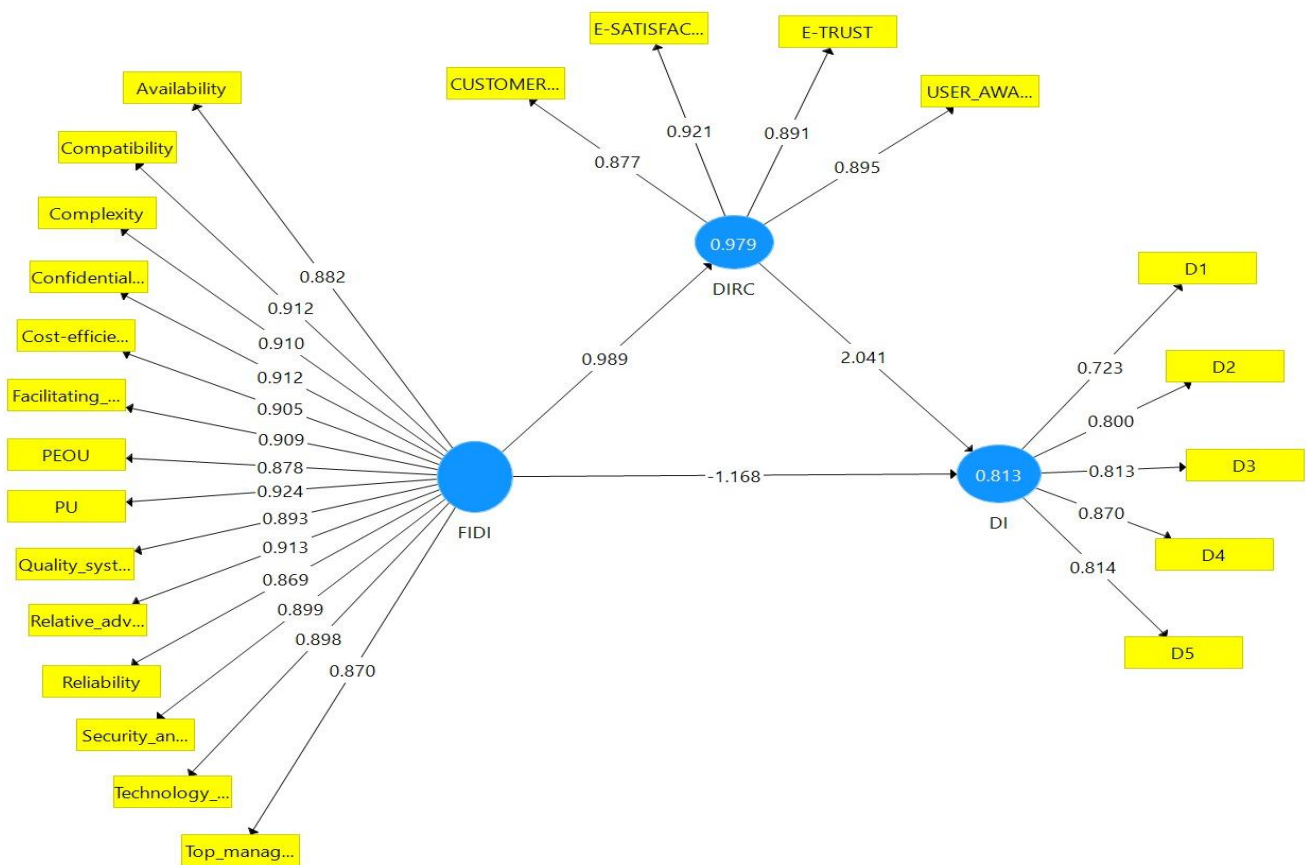 E-SATISFAC...
E-TRUST
CUSTOMER...
USER_AWA...
Availability
Compatibility
Complexity
Confidential...
Cost-efficie...
Facilitating_...
PEOU
PU
Quality_syst...
Relative_adv...
Reliability
Security_an...
Technology_...
Top_manag...
0.882
0.912
0.910
0.912
0.905
0.909
0.878
0.924
0.893
0.913
0.869
0.899
0.898
0.870
FIDI
0.877
0.921
0.891
0.895
0.979
DIRC
0.989
2.041
-1.168
0.813
DI
0.723
0.800
0.813
0.870
0.814
D1
D2
D3
D4
D5